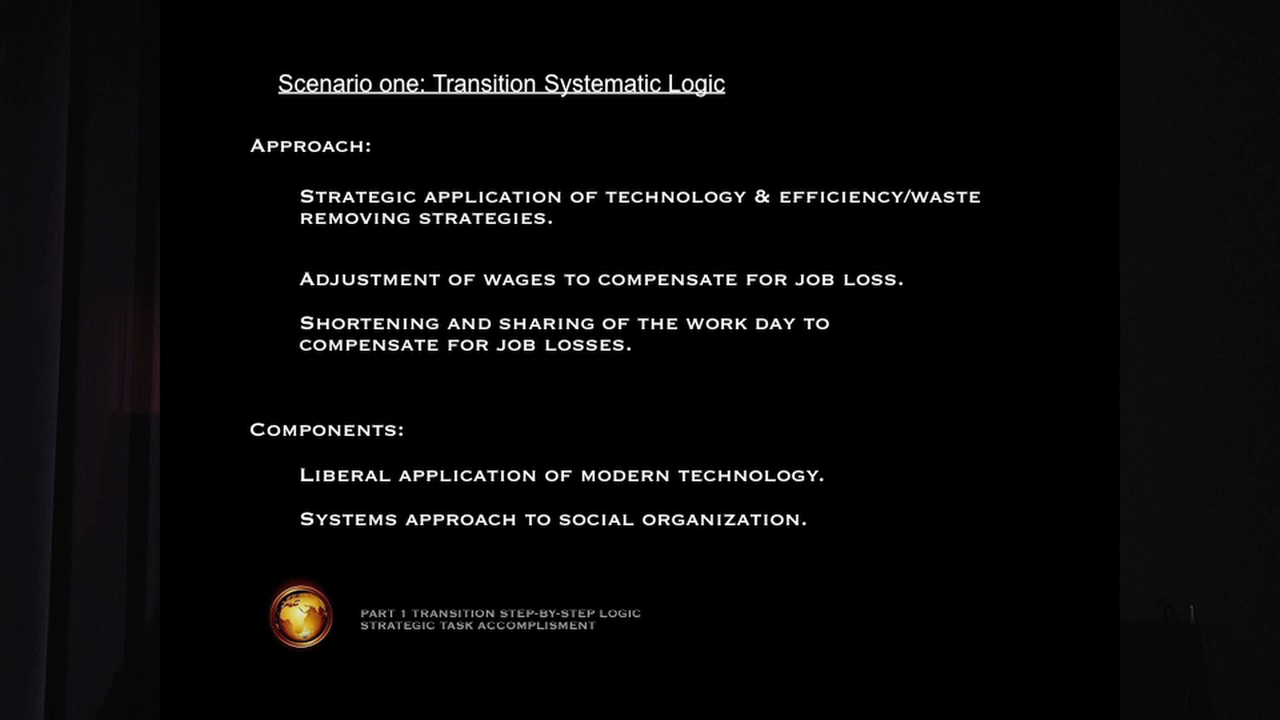 Scenario one: Transition Systematic Logic
APPROACH:
STRATEGIC APPLICATION OF TECHNOLOGY & EFFICIENCY/WASTE
REMOVING STRATEGIES.
ADJUSTMENT OF WAGES TO COMPENSATE FOR JOB LOSS.
SHORTENING AND SHARING OF THE WORK DAY TO
COMPENSATE FOR JOB LOSSES.
COMPONENTS:
LIBERAL APPLICATION OF MODERN TECHNOLOGY.
SYSTEMS APPROACH TO SOCIAL ORGANIZATION.
PART 1 TRANSITION STEP-BY-STEP LOGIC
STRATEGIC TASK ACCOMPLISMENT